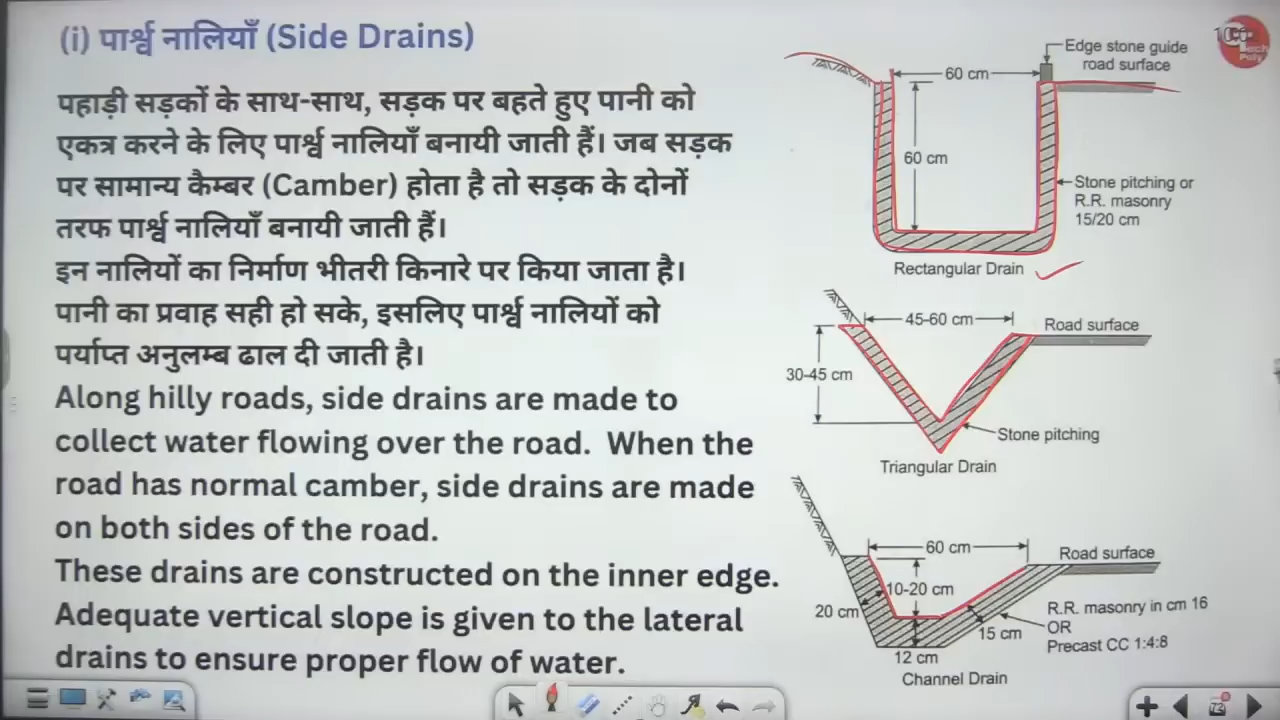 (i) पार्श्व नालियाँ (Side Drains)
पहाड़ी सड़कों के साथ-साथ, सड़क पर बहते हुए पानी को
एकत्र करने के लिए पार्श्व नालियाँ बनायी जाती हैं। जब सड़क
पर सामान्य कैम्बर (Camber) होता है तो सड़क के दोनों
तरफ पार्श्व नालियाँ बनायी जाती हैं।
इन नालियों का निर्माण भीतरी किनारे पर किया जाता है।
पानी का प्रवाह सही हो सके, इसलिए पार्श्व नालियों को
पर्याप्त अनुलम्ब ढाल दी जाती है।
Along hilly roads, side drains are made to
collect water flowing over the road. When the
road has normal camber, side drains are made
on both sides of the road.
These drains are constructed on the inner edge.
Adequate vertical slope is given to the lateral
drains to ensure proper flow of water.
Edge stone guide
road surface
60 cm
60 cm
Stone pitching or
R.R. masonry
15/20 cm
Rectangular Drain
45-60 cm
Road surface
30-45 cm
Stone pitching
Triangular Drain
60 cm
Road surface
10-20 cm
20 cm
15 cm
12 cm
R.R. masonry in cm 16
OR
Precast CC 1:4:8
Channel Drain
Tech
Poly
73